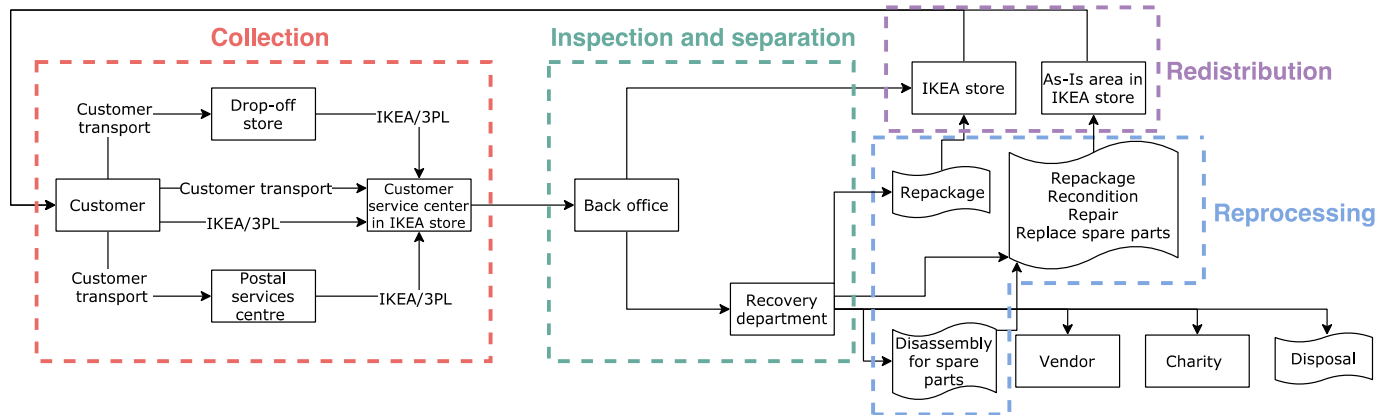 Collection
Inspection and separation
Redistribution
Reprocessing
Customer
transport
Drop-off
store
IKEA/3PL
Customer
Customer transport
IKEA/3PL
Customer
service center
in IKEA store
Customer
transport
Postal
services
centre
IKEA/3PL
Back office
Recovery
department
IKEA store
As-Is area in
IKEA store
Repackage
Repackage
Recondition
Repair
Replace spare parts
Disassembly
for spare
parts
Vendor
Charity
Disposal